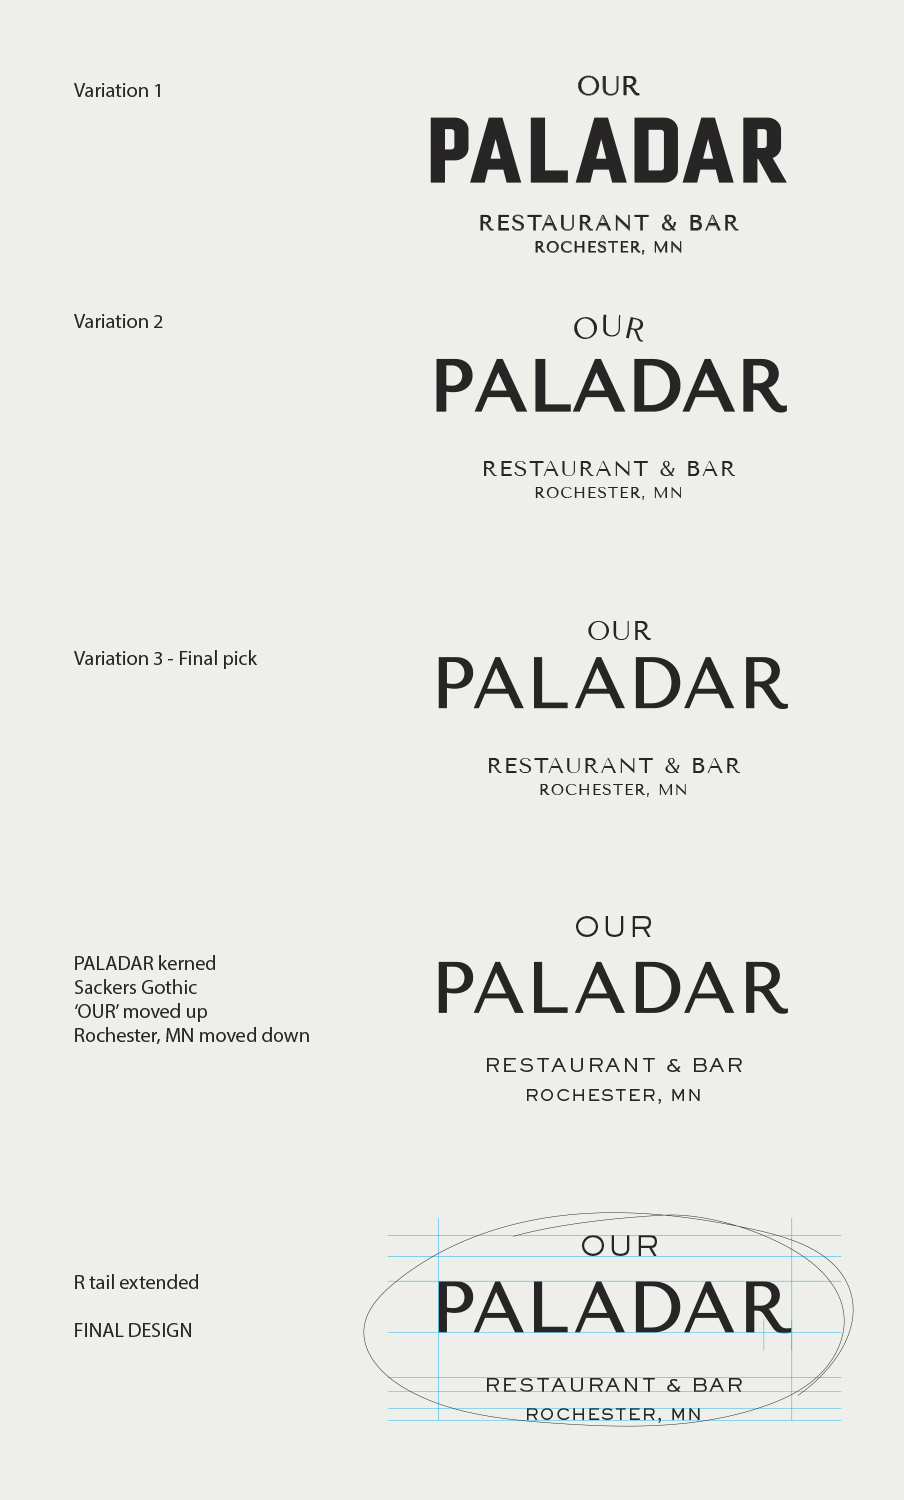 Variation 1
OUR
PALADAR
RESTAURANT & BAR
ROCHESTER, MN
Variation 2
OUR
PALADAR
RESTAURANT & BAR
ROCHESTER, MN
Variation 3 - Final pick
OUR
PALADAR
RESTAURANT & BAR
ROCHESTER, MN
PALADAR kerned
Sackers Gothic
‘OUR’ moved up
Rochester, MN moved down
OUR
PALADAR
RESTAURANT & BAR
ROCHESTER, MN
R tail extended
FINAL DESIGN
OUR
PALADAR
RESTAURANT & BAR
ROCHESTER, MN